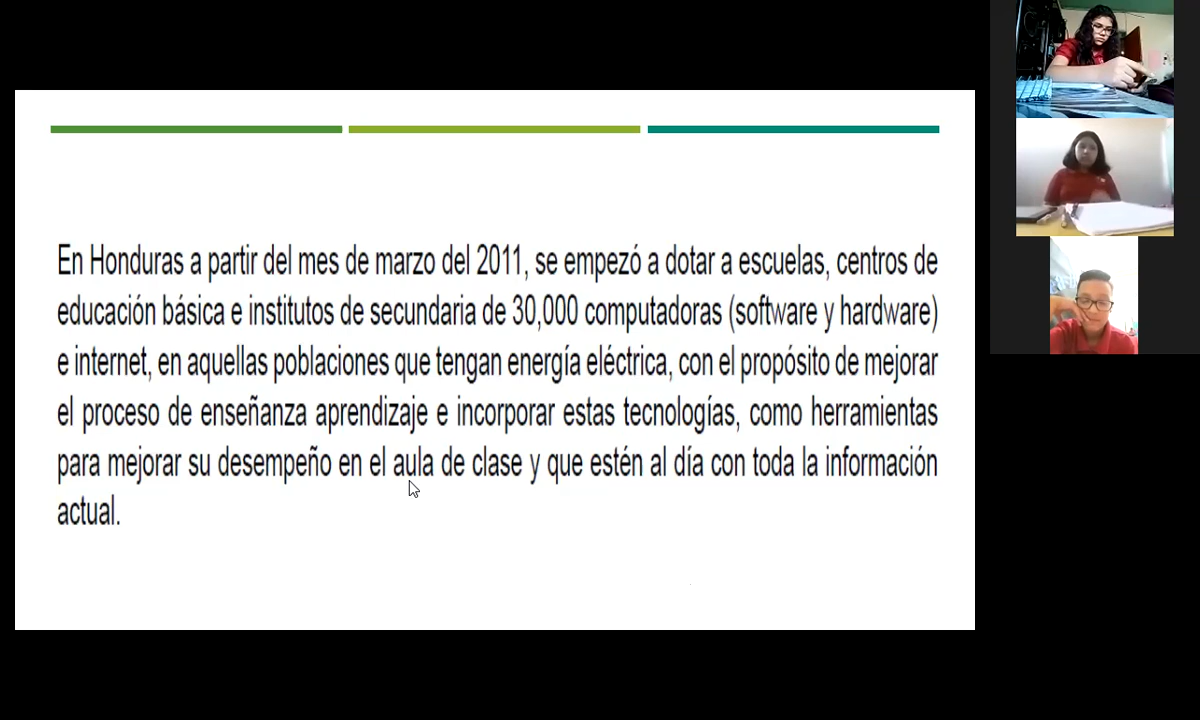 En Honduras a partir del mes de marzo del 2011, se empezó a dotar a escuelas, centros de
educación básica e institutos de secundaria de 30,000 computadoras (software y hardware)
e internet, en aquellas poblaciones que tengan energía eléctrica, con el propósito de mejorar
el proceso de enseñanza aprendizaje e incorporar estas tecnologías, como herramientas
para mejorar su desempeño en el aula de clase y que estén al día con toda la información
actual.